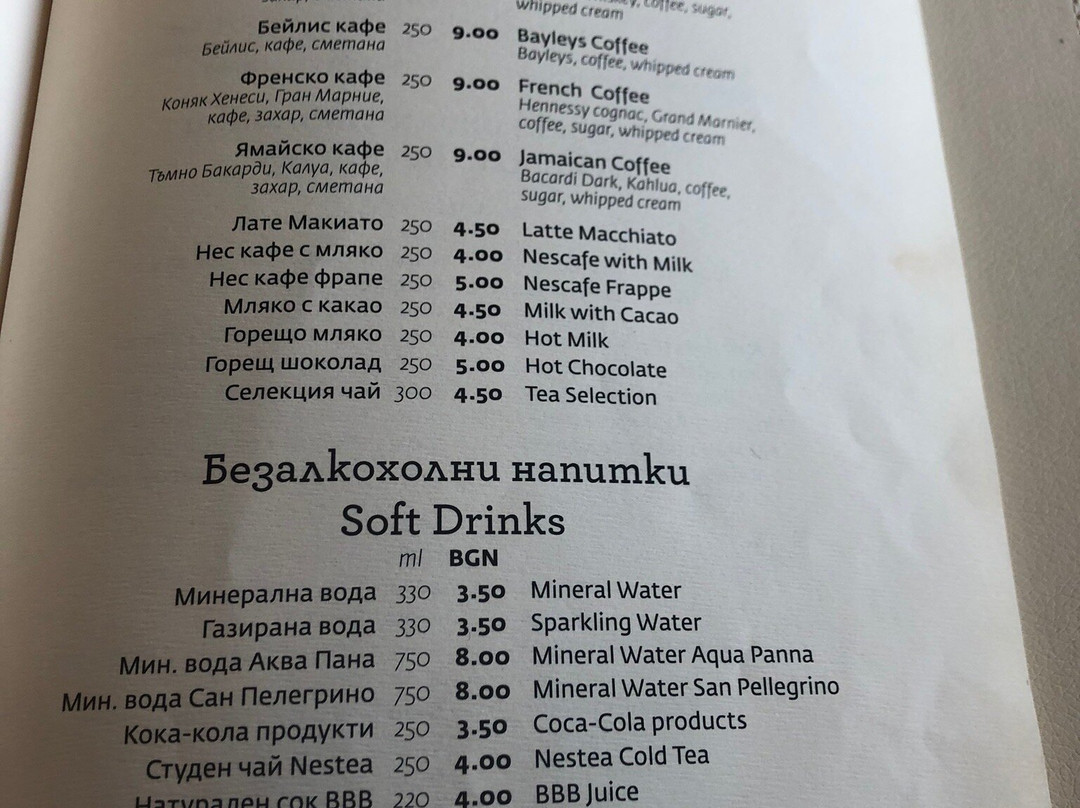 whipped cream
Бейлис кафе 250 9.00 Bayleys Coffee
Бейлис, кафе, сметана Bayleys, coffee, whipped cream
Френско кафе 250 9.00 French Coffee
Коняк Хенеси, Гран Марние, Hennessy cognac, Grand Marnier,
кафе, захар, сметана coffee, sugar, whipped cream
Ямайско кафе 250 9.00 Jamaican Coffee
Тъмно Бакарди, Калуа, кафе, Bacardi Dark, Kahlua, coffee,
захар, сметана sugar, whipped cream
Лате Макиато 250 4.50 Latte Macchiato
Нес кафе с мляко 250 4.00 Nescafe with Milk
Нес кафе фрапе 250 5.00 Nescafe Frappe
Мляко с какао 250 4.50 Milk with Cacao
Горещо мляко 250 4.00 Hot Milk
Горещ шоколад 250 5.00 Hot Chocolate
Селекция чай 300 4.50 Tea Selection
Безалкохолни напитки
Soft Drinks
ml BGN
Минерална вода 330 3.50 Mineral Water
Газирана вода 330 3.50 Sparkling Water
Мин. вода Аква Пана 750 8.00 Mineral Water Aqua Panna
Мин. вода Сан Пелегрино 750 8.00 Mineral Water San Pellegrino
Кока-кола продукти 250 3.50 Coca-Cola products
Студен чай Nestea 250 4.00 Nestea Cold Tea
Натурален сок BBB 220 4.00 BBB Juice